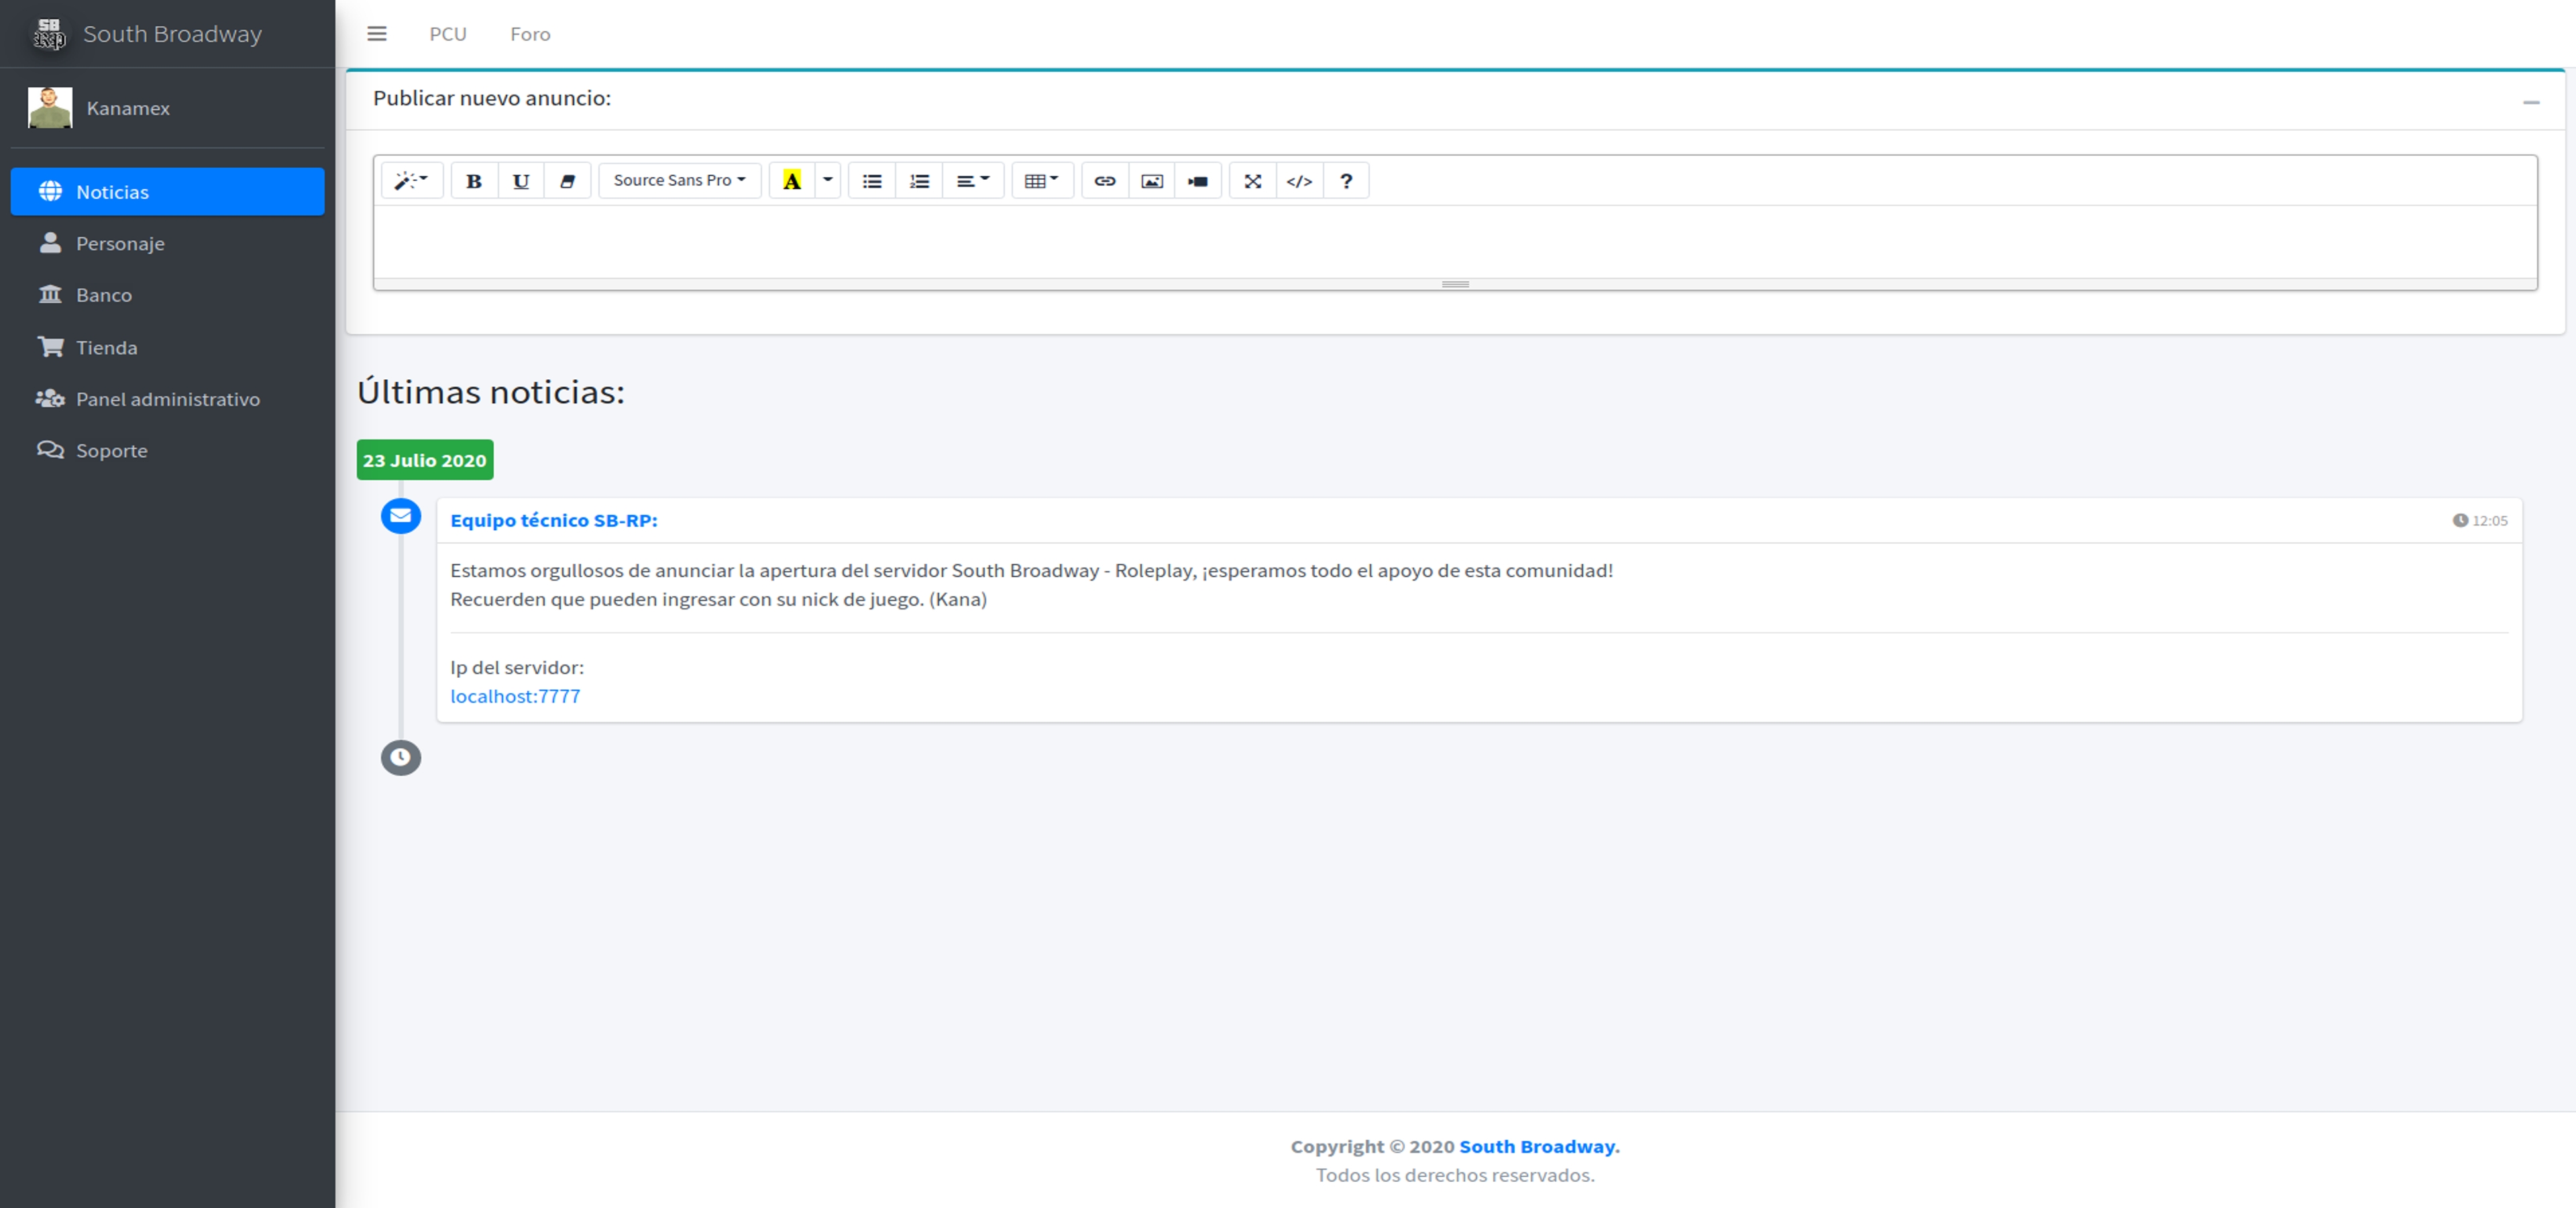 SB
Rp
South Broadway
PCU
Foro
Kanamex
Noticias
Personaje
Banco
Tienda
Panel administrativo
Soporte
Publicar nuevo anuncio:
B U Source Sans Pro A </> ?
Últimas noticias:
23 Julio 2020
Equipo técnico SB-RP:
12:05
Estamos orgullosos de anunciar la apertura del servidor South Broadway - Roleplay, ¡esperamos todo el apoyo de esta comunidad!
Recuerden que pueden ingresar con su nick de juego. (Kana)
Ip del servidor:
localhost:7777
Copyright © 2020 South Broadway.
Todos los derechos reservados.